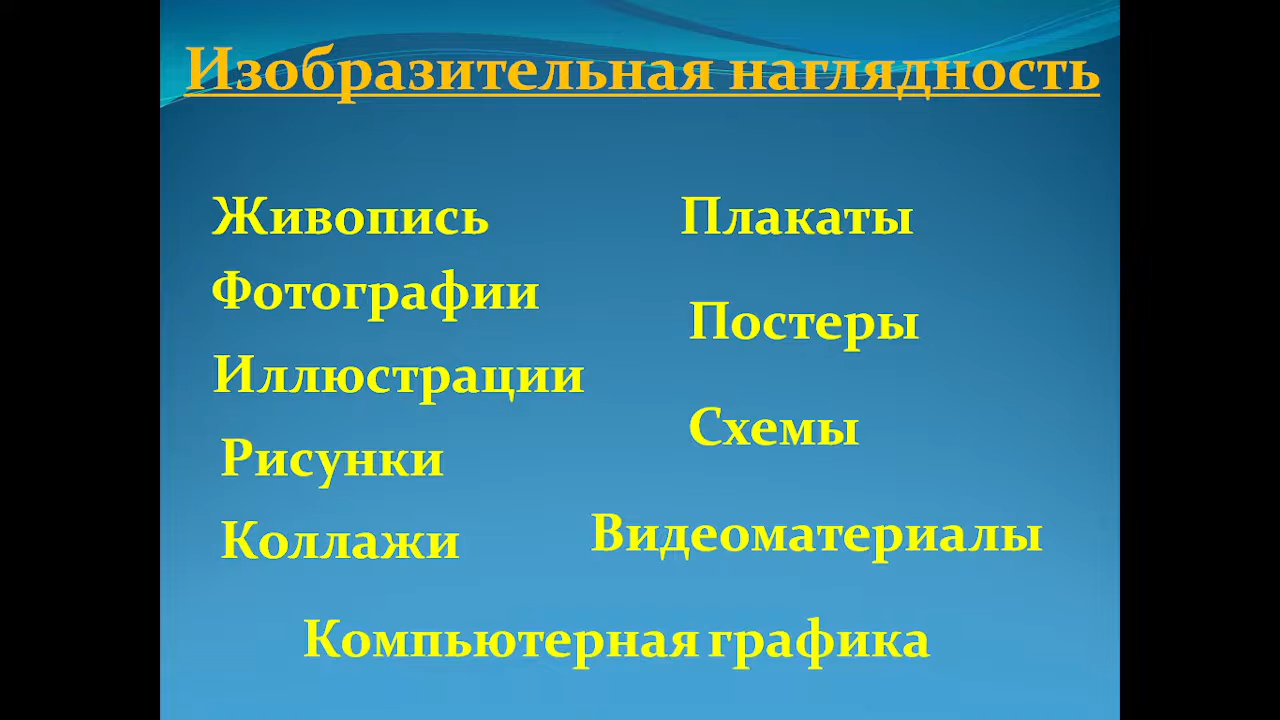 Изобразительная наглядность
Живопись
Фотографии
Иллюстрации
Рисунки
Коллажи
Плакаты
Постеры
Схемы
Видеоматериалы
Компьютерная графика